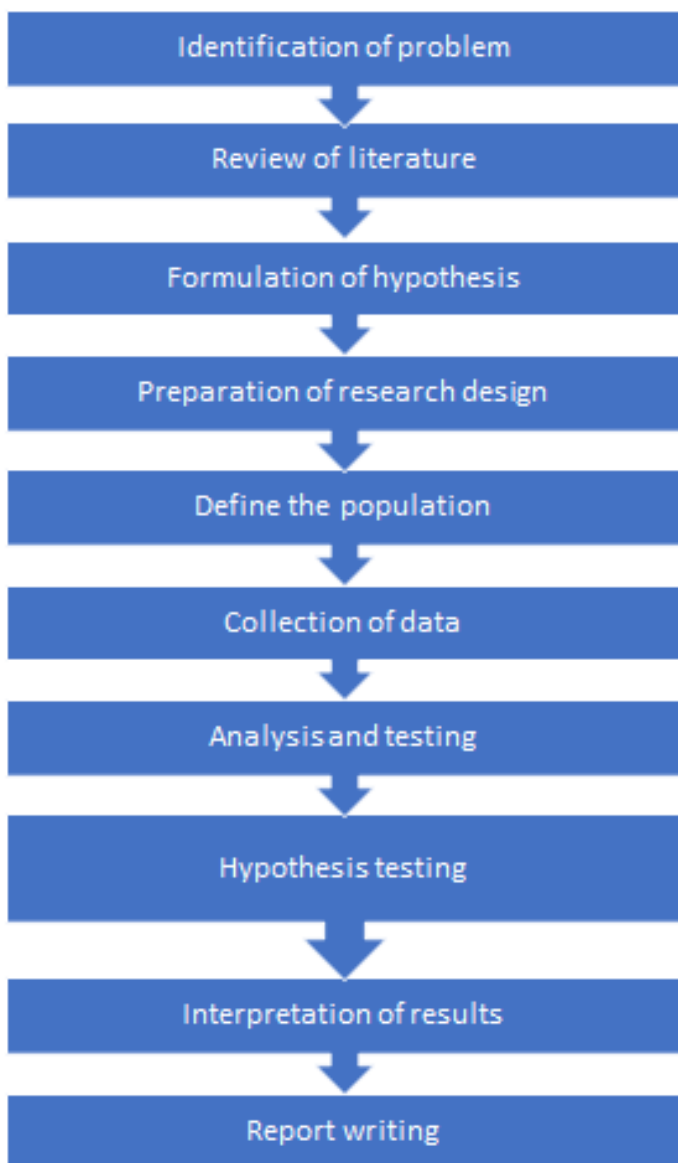 Identification of problem
Review of literature
Formulation of hypothesis
Preparation of research design
Define the population
Collection of data
Analysis and testing
Hypothesis testing
Interpretation of results
Report writing